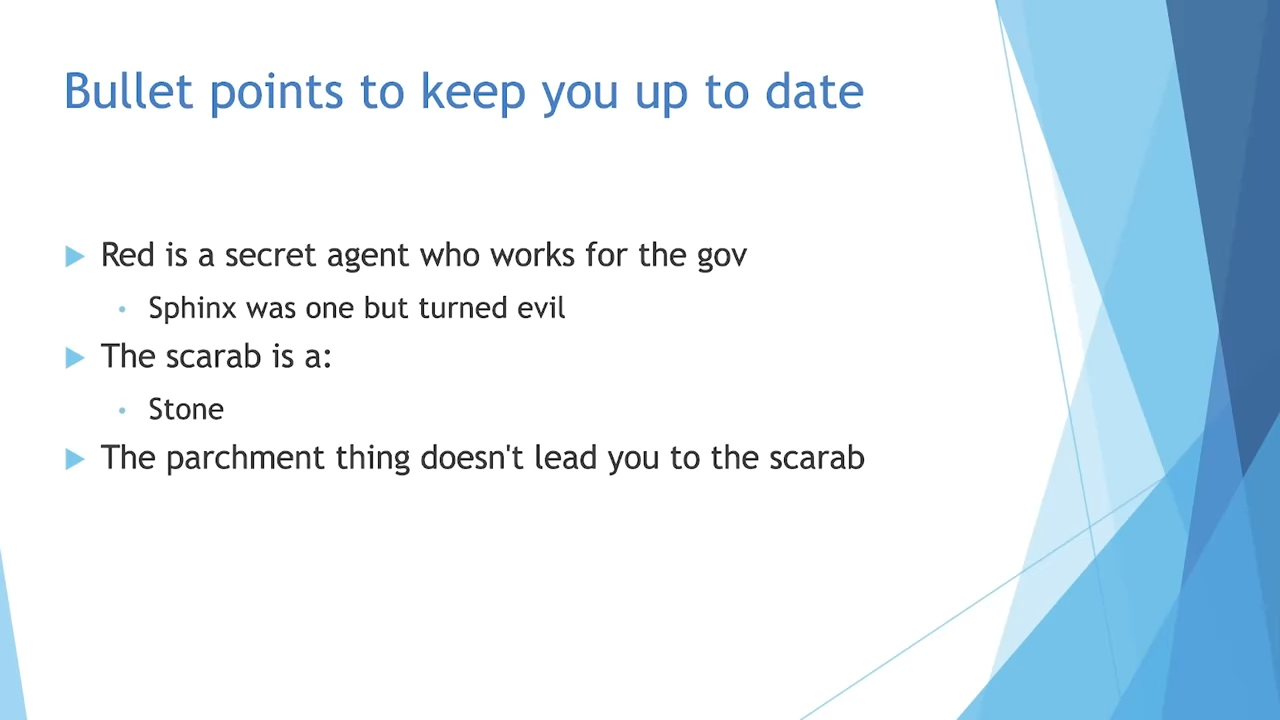 Bullet points to keep you up to date
Red is a secret agent who works for the gov
Sphinx was one but turned evil
The scarab is a:
Stone
The parchment thing doesn't lead you to the scarab